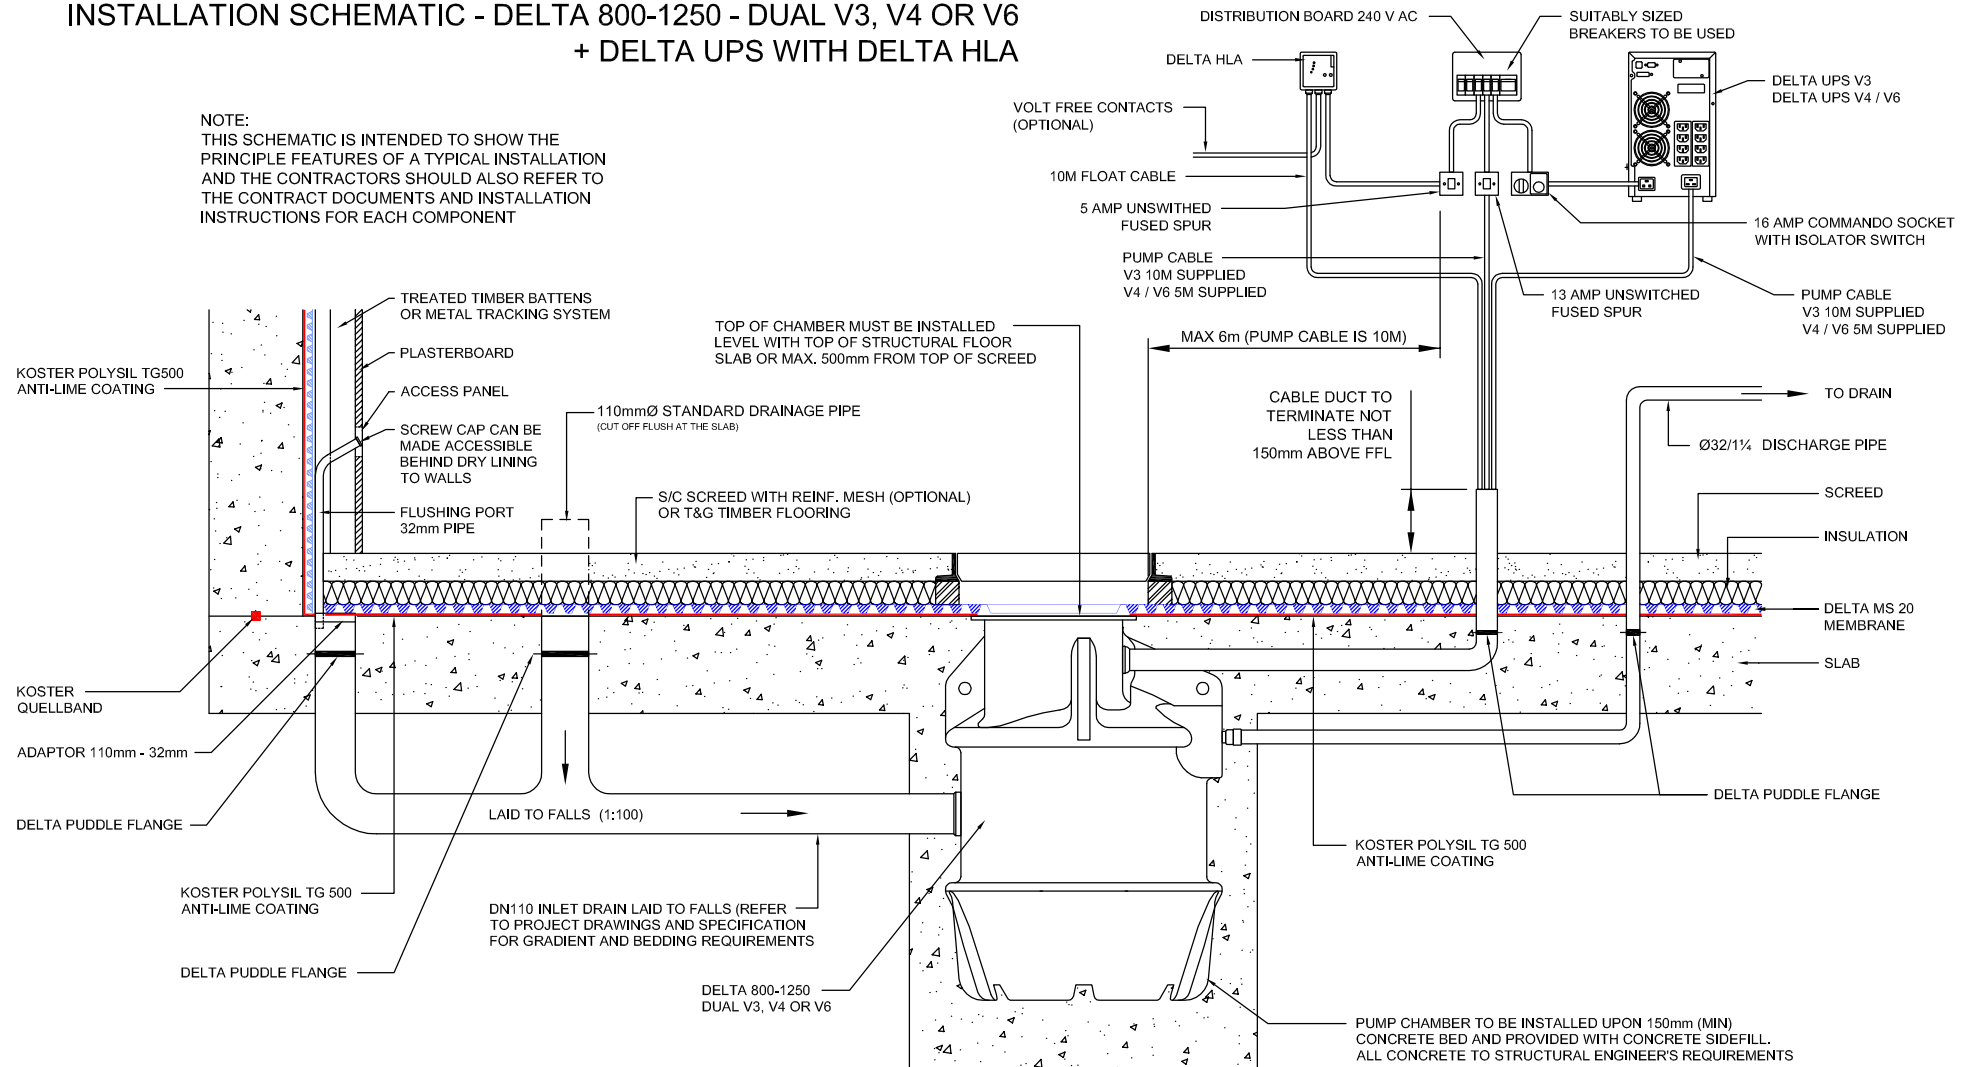 INSTALLATION SCHEMATIC - DELTA 800-1250 - DUAL V3, V4 OR V6
+ DELTA UPS WITH DELTA HLA
NOTE:
THIS SCHEMATIC IS INTENDED TO SHOW THE
PRINCIPLE FEATURES OF A TYPICAL INSTALLATION
AND THE CONTRACTORS SHOULD ALSO REFER TO
THE CONTRACT DOCUMENTS AND INSTALLATION
INSTRUCTIONS FOR EACH COMPONENT
DISTRIBUTION BOARD 240 V AC
SUITABLY SIZED
BREAKERS TO BE USED
DELTA HLA
DELTA UPS V3
DELTA UPS V4 / V6
VOLT FREE CONTACTS
(OPTIONAL)
10M FLOAT CABLE
5 AMP UNSWITHED
FUSED SPUR
16 AMP COMMANDO SOCKET
WITH ISOLATOR SWITCH
PUMP CABLE
V3 10M SUPPLIED
V4 / V6 5M SUPPLIED
13 AMP UNSWITCHED
FUSED SPUR
PUMP CABLE
V3 10M SUPPLIED
V4 / V6 5M SUPPLIED
TREATED TIMBER BATTENS
OR METAL TRACKING SYSTEM
PLASTERBOARD
KOSTER POLYSIL TG500
ANTI-LIME COATING
ACCESS PANEL
SCREW CAP CAN BE
MADE ACCESSIBLE
BEHIND DRY LINING
TO WALLS
FLUSHING PORT
32mm PIPE
TOP OF CHAMBER MUST BE INSTALLED
LEVEL WITH TOP OF STRUCTURAL FLOOR
SLAB OR MAX. 500mm FROM TOP OF SCREED
MAX 6m (PUMP CABLE IS 10M)
110mmØ STANDARD DRAINAGE PIPE
(CUT OFF FLUSH AT THE SLAB)
CABLE DUCT TO
TERMINATE NOT
LESS THAN
150mm ABOVE FFL
TO DRAIN
Ø32/1¼ DISCHARGE PIPE
S/C SCREED WITH REINF. MESH (OPTIONAL)
OR T&G TIMBER FLOORING
SCREED
INSULATION
DELTA MS 20
MEMBRANE
SLAB
KOSTER
QUELLBAND
ADAPTOR 110mm - 32mm
DELTA PUDDLE FLANGE
LAID TO FALLS (1:100)
DELTA PUDDLE FLANGE
KOSTER POLYSIL TG 500
ANTI-LIME COATING
KOSTER POLYSIL TG 500
ANTI-LIME COATING
DN110 INLET DRAIN LAID TO FALLS (REFER
TO PROJECT DRAWINGS AND SPECIFICATION
FOR GRADIENT AND BEDDING REQUIREMENTS
DELTA PUDDLE FLANGE
DELTA 800-1250
DUAL V3, V4 OR V6
PUMP CHAMBER TO BE INSTALLED UPON 150mm (MIN)
CONCRETE BED AND PROVIDED WITH CONCRETE SIDEFILL.
ALL CONCRETE TO STRUCTURAL ENGINEER'S REQUIREMENTS